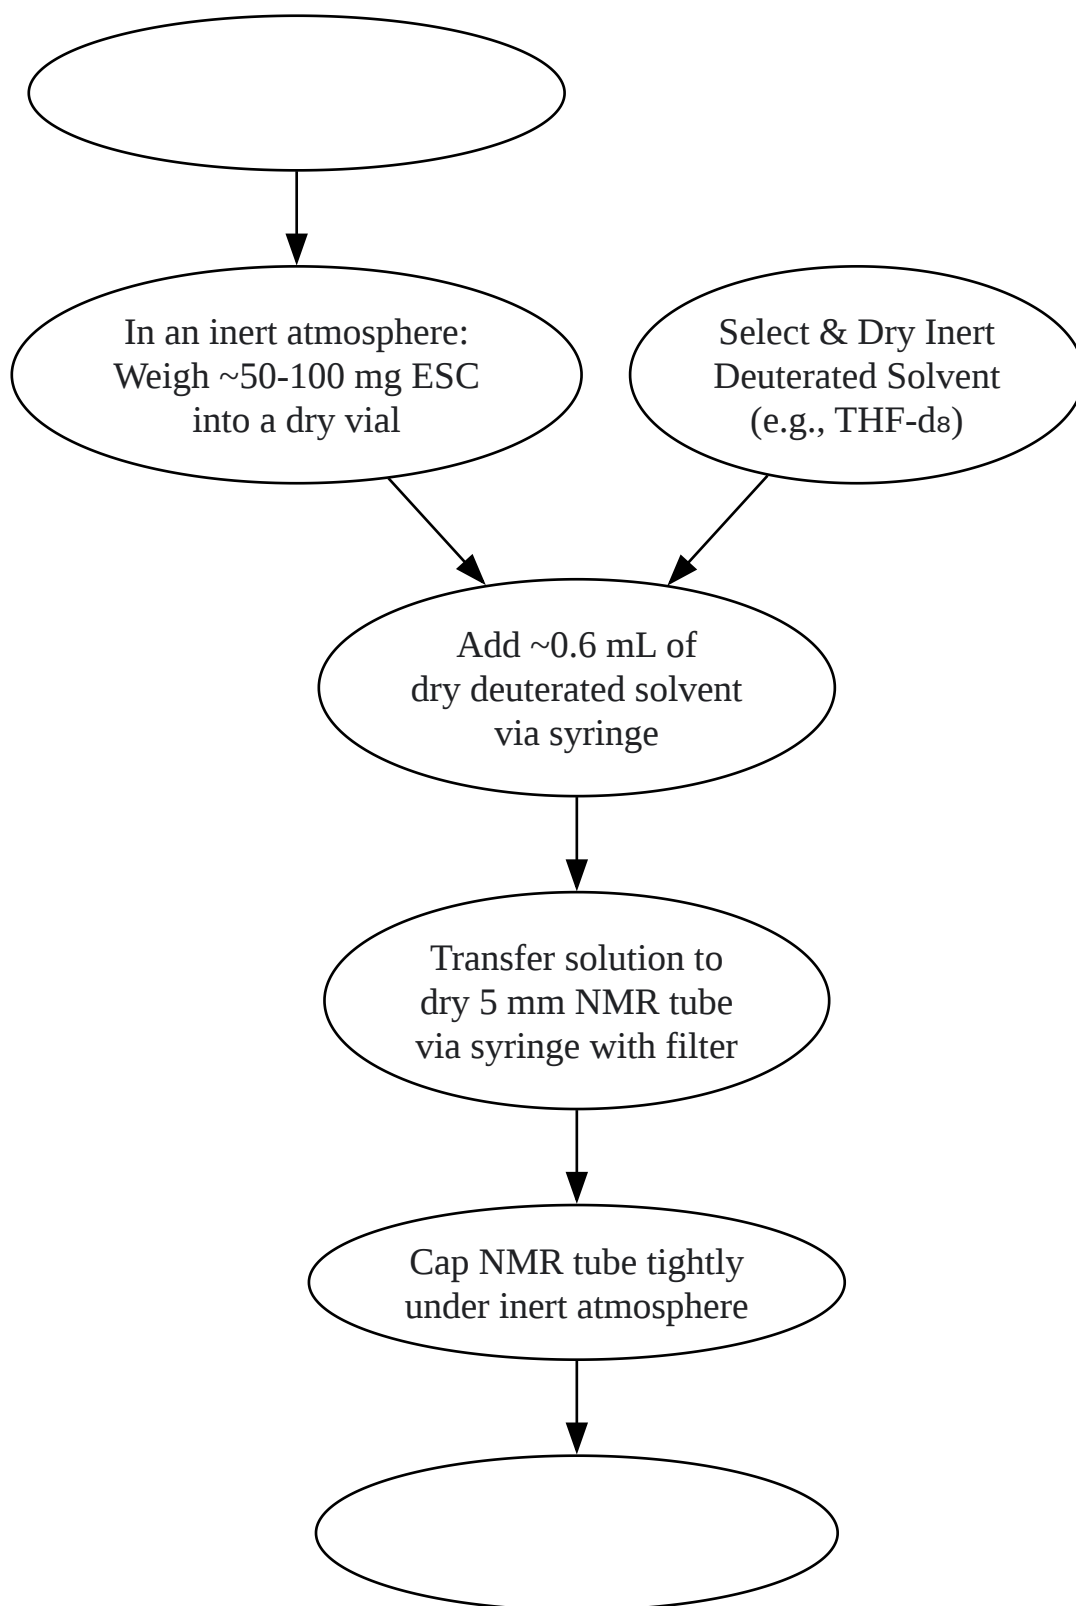 In an inert atmosphere:
Weigh ~50-100 mg ESC
into a dry vial
Select & Dry Inert
Deuterated Solvent
(e.g., THF-d₈)
Add ~0.6 mL of
dry deuterated solvent
via syringe
Transfer solution to
dry 5 mm NMR tube
via syringe with filter
Cap NMR tube tightly
under inert atmosphere